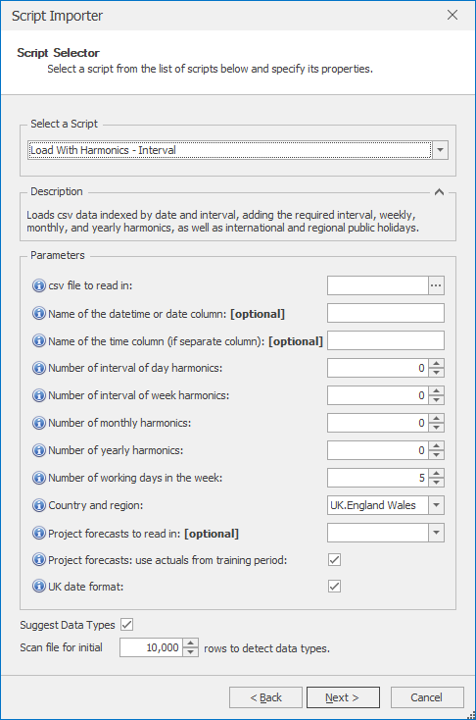 Script Importer
Script Selector
Select a script from the list of scripts below and specify its properties.
Select a Script
Load With Harmonics - Interval
Description
Loads csv data indexed by date and interval, adding the required interval, weekly,
monthly, and yearly harmonics, as well as international and regional public holidays.
Parameters
csv file to read in: ...
Name of the datetime or date column: [optional]
Name of the time column (if separate column): [optional]
Number of interval of day harmonics: 0
Number of interval of week harmonics: 0
Number of monthly harmonics: 0
Number of yearly harmonics: 0
Number of working days in the week: 5
Country and region: UK.England Wales
Project forecasts to read in: [optional]
Project forecasts: use actuals from training period:
UK date format:
Suggest Data Types
Scan file for initial 10,000 rows to detect data types.
< Back Next > Cancel